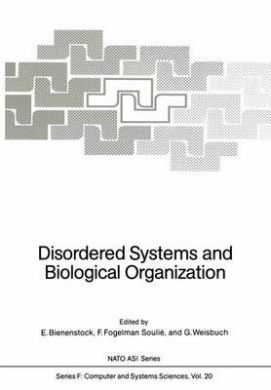 Disordered Systems and
Biological Organization
Edited by
E. Bienenstock, F. Fogelman Soulié, and G. Weisbuch
NATO ASI Series
Series F: Computer and Systems Sciences, Vol. 20